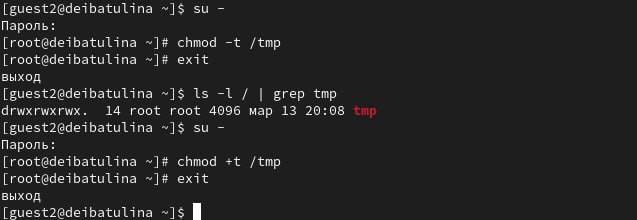 [guest2@deibatulina ~]$ su -
Пароль:
[root@deibatulina ~]# chmod -t /tmp
[root@deibatulina ~]# exit
выход
[guest2@deibatulina ~]$ ls -l / | grep tmp
drwxrwxrwx.  14 root root 4096 мар 13 20:08 tmp
[guest2@deibatulina ~]$ su -
Пароль:
[root@deibatulina ~]# chmod +t /tmp
[root@deibatulina ~]# exit
выход
[guest2@deibatulina ~]$